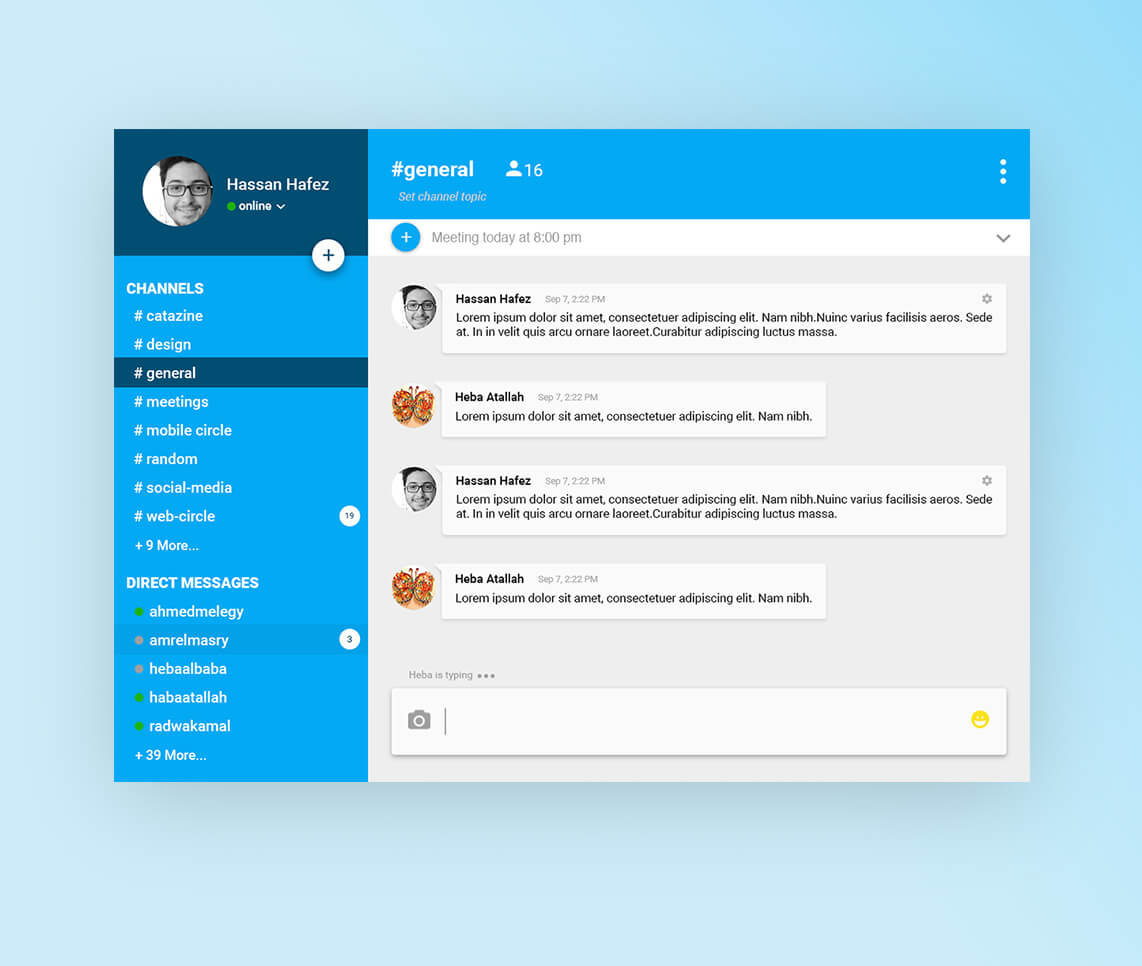 Hassan Hafez
online
+
CHANNELS
# catazine
# design
# general
# meetings
# mobile circle
# random
# social-media
# web-circle 19
+ 9 More...
DIRECT MESSAGES
ahmedmelegy
amrelmasry 3
hebaalbaba
habaatallah
radwakamal
+ 39 More...
#general 16
Set channel topic
+ Meeting today at 8:00 pm
Hassan Hafez Sep 7, 2:22 PM
Lorem ipsum dolor sit amet, consectetuer adipiscing elit. Nam nibh.Nuinc varius facilisis aeros. Sede
at. In in velit quis arcu ornare laoreet.Curabitur adipiscing luctus massa.
Heba Atallah Sep 7, 2:22 PM
Lorem ipsum dolor sit amet, consectetuer adipiscing elit. Nam nibh.
Hassan Hafez Sep 7, 2:22 PM
Lorem ipsum dolor sit amet, consectetuer adipiscing elit. Nam nibh.Nuinc varius facilisis aeros. Sede
at. In in velit quis arcu ornare laoreet.Curabitur adipiscing luctus massa.
Heba Atallah Sep 7, 2:22 PM
Lorem ipsum dolor sit amet, consectetuer adipiscing elit. Nam nibh.
Heba is typing